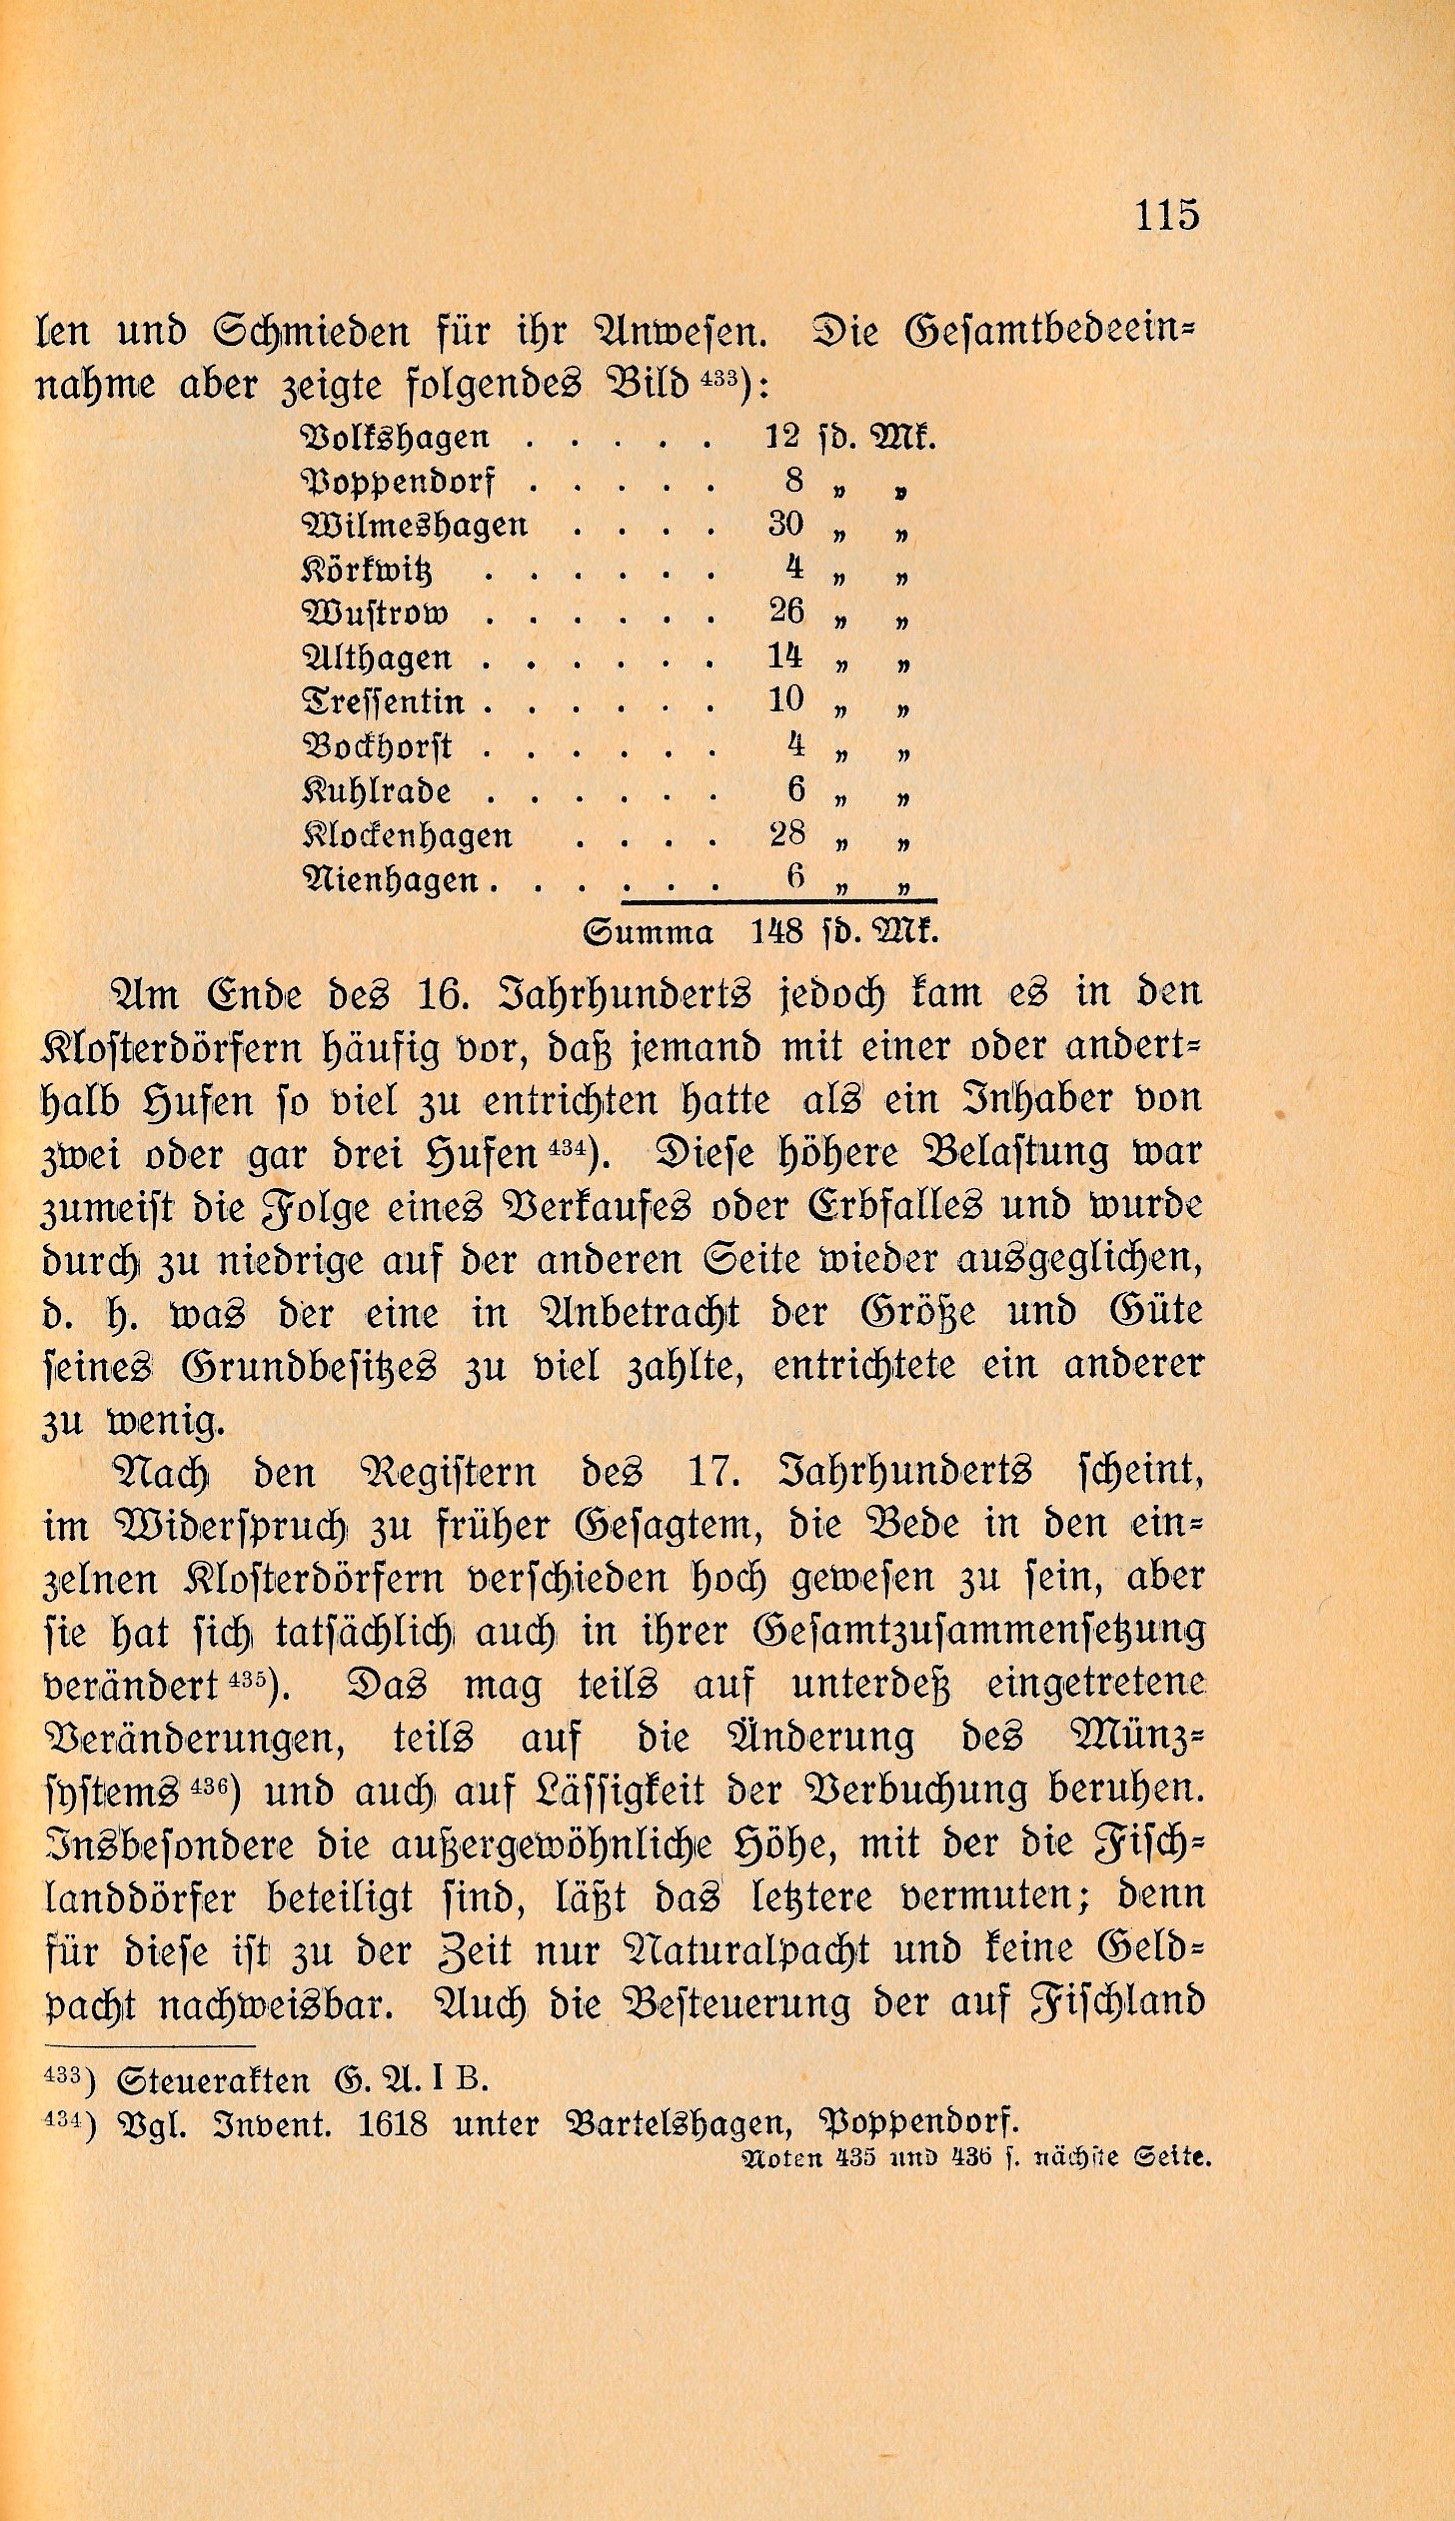 115
len und Schmieden für ihr Anwesen. Die Gesamtbedeein-
nahme aber zeigte folgendes Bild 433):
Volkshagen . . . . . 12 sd. Mk.
Poppendorf . . . . . 8 „ „
Wilmeshagen . . . . 30 „ „
Körkwitz . . . . . . 4 „ „
Wustrow . . . . . . 26 „ „
Althagen . . . . . . 14 „ „
Tressentin . . . . . . 10 „ „
Bockhorst . . . . . . 4 „ „
Kuhlrade . . . . . . 6 „ „
Klockenhagen . . . . 28 „ „
Nienhagen . . . . . . 6 „ „
Summa 148 sd. Mk.
Am Ende des 16. Jahrhunderts jedoch kam es in den
Klosterdörfern häufig vor, daß jemand mit einer oder andert-
halb Hufen so viel zu entrichten hatte als ein Inhaber von
zwei oder gar drei Hufen 434). Diese höhere Belastung war
zumeist die Folge eines Verkaufes oder Erbfalles und wurde
durch zu niedrige auf der anderen Seite wieder ausgeglichen,
d. h. was der eine in Anbetracht der Größe und Güte
seines Grundbesitzes zu viel zahlte, entrichtete ein anderer
zu wenig.
Nach den Registern des 17. Jahrhunderts scheint,
im Widerspruch zu früher Gesagtem, die Bede in den ein-
zelnen Klosterdörfern verschieden hoch gewesen zu sein, aber
sie hat sich tatsächlich auch in ihrer Gesamtzusammensetzung
verändert 435). Das mag teils auf unterdeß eingetretene
Veränderungen, teils auf die Änderung des Münz-
systems 436) und auch auf Lässigkeit der Verbuchung beruhen.
Insbesondere die außergewöhnliche Höhe, mit der die Fisch-
landdörfer beteiligt sind, läßt das letztere vermuten; denn
für diese ist zu der Zeit nur Naturalpacht und keine Geld-
pacht nachweisbar. Auch die Besteuerung der auf Fischland
433) Steuerakten G. A. I B.
434) Vgl. Invent. 1618 unter Bartelshagen, Poppendorf.
Noten 435 und 436 s. nächste Seite.